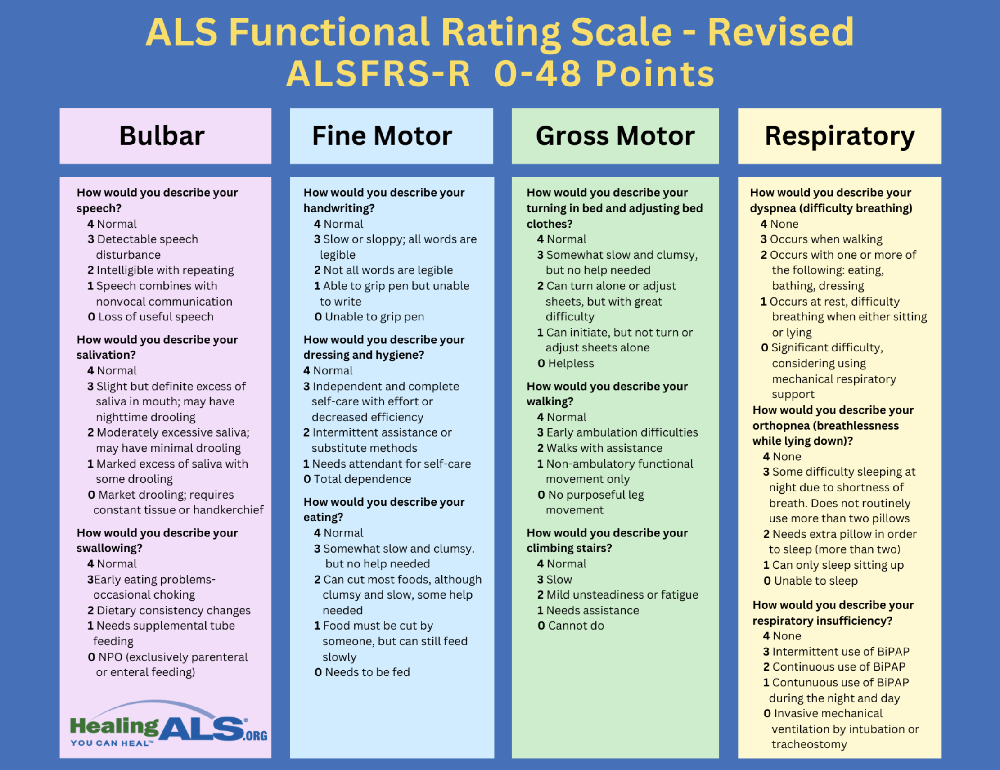 ALS Functional Rating Scale - Revised
ALSFRS-R 0-48 Points
Bulbar
How would you describe your
speech?
4 Normal
3 Detectable speech
disturbance
2 Intelligible with repeating
1 Speech combines with
nonvocal communication
0 Loss of useful speech
How would you describe your
salivation?
4 Normal
3 Slight but definite excess of
saliva in mouth; may have
nighttime drooling
2 Moderately excessive saliva;
may have minimal drooling
1 Marked excess of saliva with
some drooling
0 Market drooling; requires
constant tissue or handkerchief
How would you describe your
swallowing?
4 Normal
3Early eating problems-
occasional choking
2 Dietary consistency changes
1 Needs supplemental tube
feeding
0 NPO (exclusively parenteral
or enteral feeding)
HealingALS®.ORG
YOU CAN HEAL™
Fine Motor
How would you describe your
handwriting?
4 Normal
3 Slow or sloppy; all words are
legible
2 Not all words are legible
1 Able to grip pen but unable
to write
0 Unable to grip pen
How would you describe your
dressing and hygiene?
4 Normal
3 Independent and complete
self-care with effort or
decreased efficiency
2 Intermittent assistance or
substitute methods
1 Needs attendant for self-care
0 Total dependence
How would you describe your
eating?
4 Normal
3 Somewhat slow and clumsy.
but no help needed
2 Can cut most foods, although
clumsy and slow, some help
needed
1 Food must be cut by
someone, but can still feed
slowly
0 Needs to be fed
Gross Motor
How would you describe your
turning in bed and adjusting bed
clothes?
4 Normal
3 Somewhat slow and clumsy,
but no help needed
2 Can turn alone or adjust
sheets, but with great
difficulty
1 Can initiate, but not turn or
adjust sheets alone
0 Helpless
How would you describe your
walking?
4 Normal
3 Early ambulation difficulties
2 Walks with assistance
1 Non-ambulatory functional
movement only
0 No purposeful leg
movement
How would you describe your
climbing stairs?
4 Normal
3 Slow
2 Mild unsteadiness or fatigue
1 Needs assistance
0 Cannot do
Respiratory
How would you describe your
dyspnea (difficulty breathing)
4 None
3 Occurs when walking
2 Occurs with one or more of
the following: eating,
bathing, dressing
1 Occurs at rest, difficulty
breathing when either sitting
or lying
0 Significant difficulty,
considering using
mechanical respiratory
support
How would you describe your
orthopnea (breathlessness
while lying down)?
4 None
3 Some difficulty sleeping at
night due to shortness of
breath. Does not routinely
use more than two pillows
2 Needs extra pillow in order
to sleep (more than two)
1 Can only sleep sitting up
0 Unable to sleep
How would you describe your
respiratory insufficiency?
4 None
3 Intermittent use of BiPAP
2 Continuous use of BiPAP
1 Contunuous use of BiPAP
during the night and day
0 Invasive mechanical
ventilation by intubation or
tracheostomy